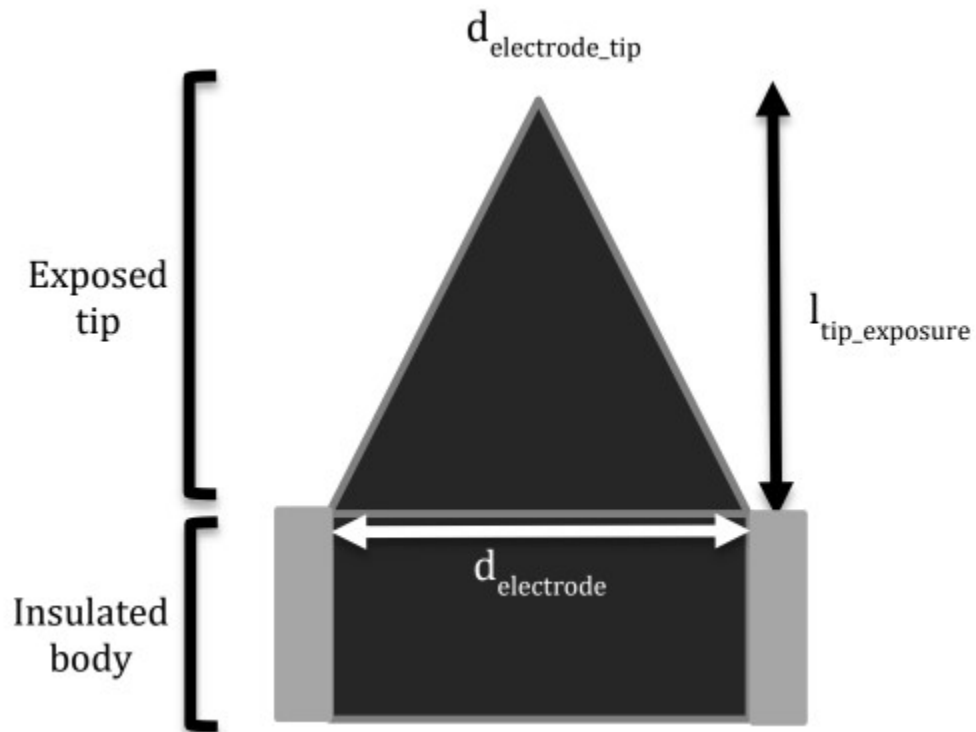 d_electrode_tip
Exposed
tip
l_tip_exposure
d_electrode
Insulated
body